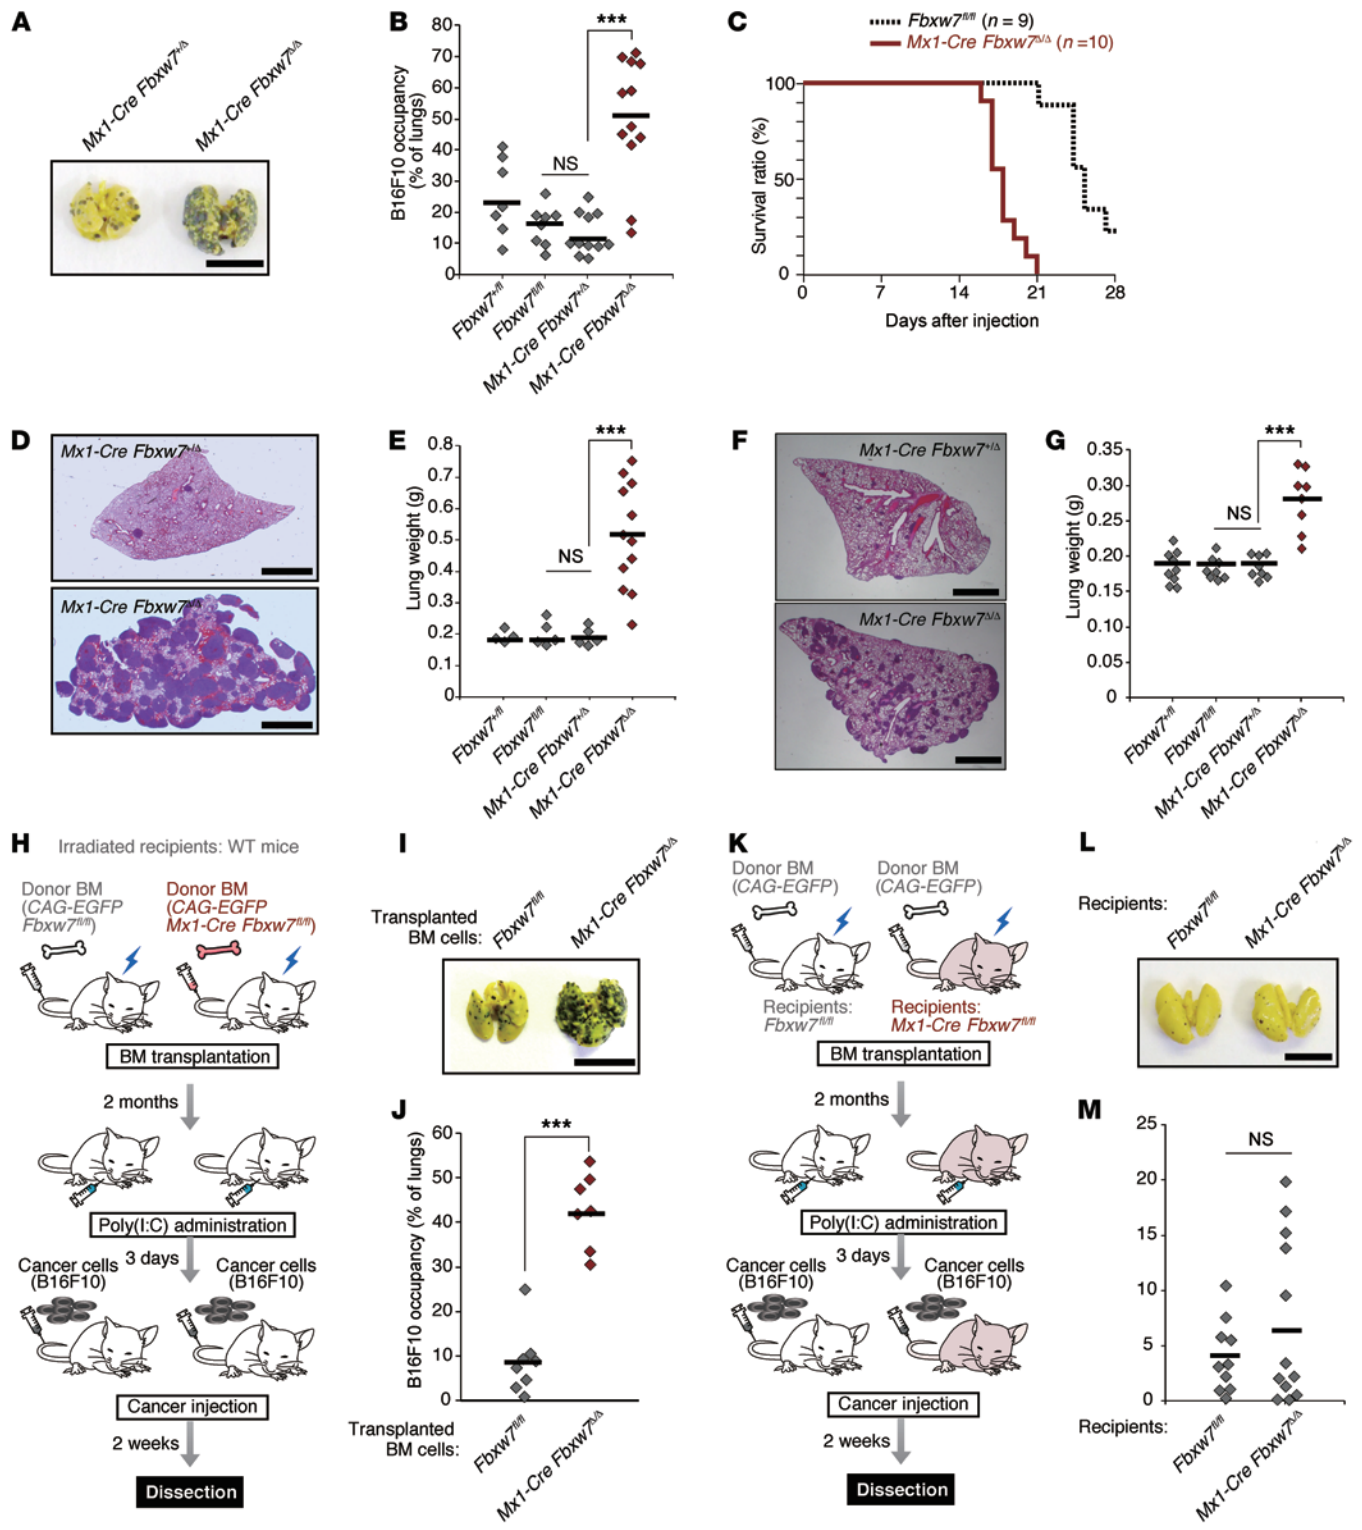 A
Mx1-Cre Fbxw7+/Δ
Mx1-Cre Fbxw7Δ/Δ
B
B16F10 occupancy
(% of lungs)
80
70
60
50
40
30
20
10
0
***
NS
Fbxw7+/fl
Fbxw7fl/fl
Mx1-Cre Fbxw7+/Δ
Mx1-Cre Fbxw7Δ/Δ
C
Fbxw7fl/fl (n = 9)
Mx1-Cre Fbxw7Δ/Δ (n =10)
Survival ratio (%)
100
50
0
0 7 14 21 28
Days after injection
D
Mx1-Cre Fbxw7+/Δ
Mx1-Cre Fbxw7Δ/Δ
E
Lung weight (g)
0.8
0.7
0.6
0.5
0.4
0.3
0.2
0.1
0
***
NS
Fbxw7+/fl
Fbxw7fl/fl
Mx1-Cre Fbxw7+/Δ
Mx1-Cre Fbxw7Δ/Δ
F
Mx1-Cre Fbxw7+/Δ
Mx1-Cre Fbxw7Δ/Δ
G
Lung weight (g)
0.35
0.30
0.25
0.20
0.15
0.10
0.05
0
***
NS
Fbxw7+/fl
Fbxw7fl/fl
Mx1-Cre Fbxw7+/Δ
Mx1-Cre Fbxw7Δ/Δ
H
Irradiated recipients: WT mice
Donor BM
(CAG-EGFP
Fbxw7fl/fl)
Donor BM
(CAG-EGFP
Mx1-Cre Fbxw7fl/fl)
BM transplantation
2 months
Poly(I:C) administration
3 days
Cancer cells
(B16F10)
Cancer cells
(B16F10)
Cancer injection
2 weeks
Dissection
I
Transplanted
BM cells:
Fbxw7fl/fl
Mx1-Cre Fbxw7Δ/Δ
J
B16F10 occupancy (% of lungs)
60
50
40
30
20
10
0
***
Transplanted
BM cells:
Fbxw7fl/fl
Mx1-Cre Fbxw7Δ/Δ
K
Donor BM
(CAG-EGFP)
Donor BM
(CAG-EGFP)
Recipients:
Fbxw7fl/fl
Recipients:
Mx1-Cre Fbxw7fl/fl
BM transplantation
2 months
Poly(I:C) administration
3 days
Cancer cells
(B16F10)
Cancer cells
(B16F10)
Cancer injection
2 weeks
Dissection
L
Recipients:
Fbxw7fl/fl
Mx1-Cre Fbxw7Δ/Δ
M
25
20
15
10
5
0
NS
Recipients:
Fbxw7fl/fl
Mx1-Cre Fbxw7Δ/Δ